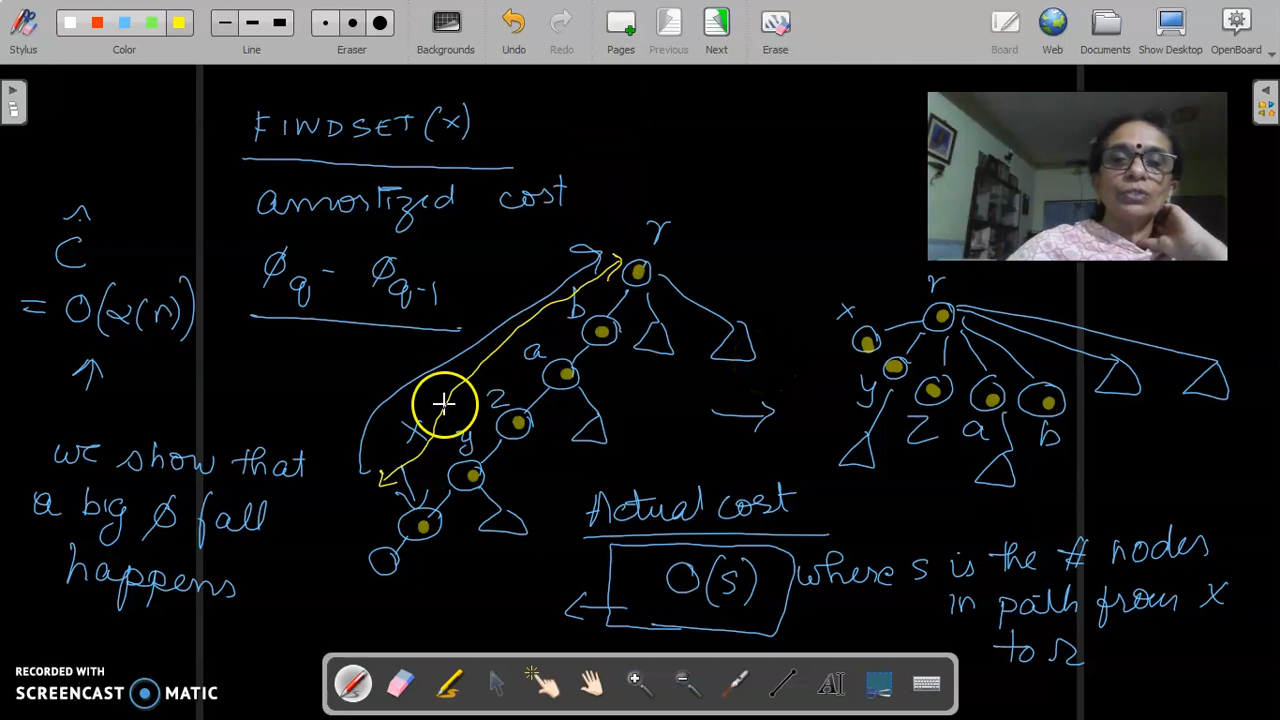 Stylus
Color
Line
Eraser
Backgrounds
Undo
Redo
Pages
Previous
Next
Erase
Board
Web
Documents
Show Desktop
OpenBoard
FINDSET(x)
amortized cost
ϕq - ϕq-1
Ĉ
= O(α(n))
we show that
a big ϕ fall
happens
r
b
a
z
y
x
r
x
y
z
a
b
Actual cost
O(s) where s is the # nodes
in path from x
to r
RECORDED WITH
SCREENCAST MATIC